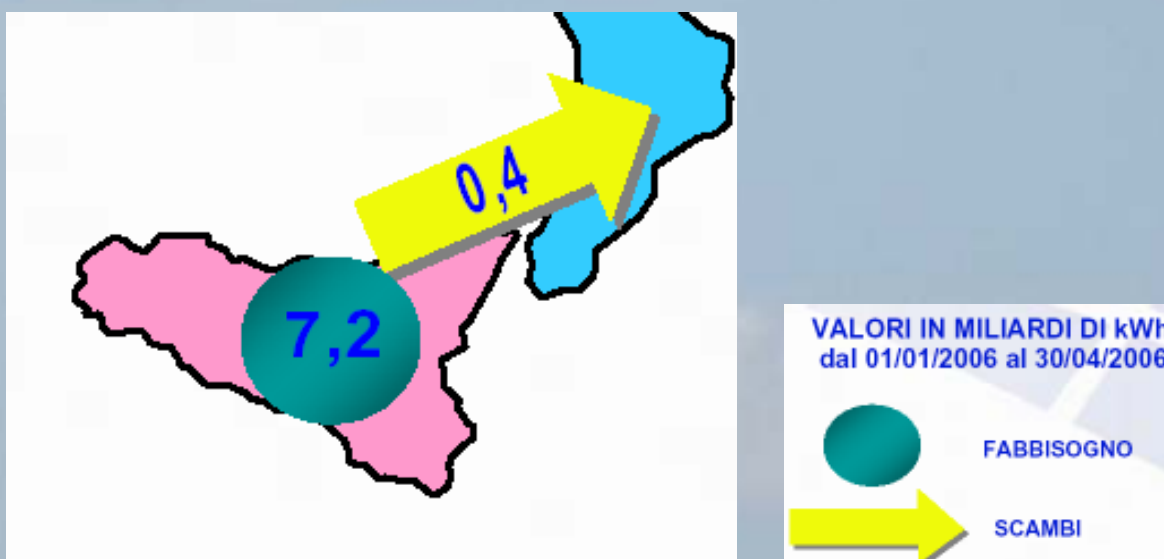 0,4
7,2
VALORI IN MILIARDI DI kWh
dal 01/01/2006 al 30/04/2006
FABBISOGNO
SCAMBI